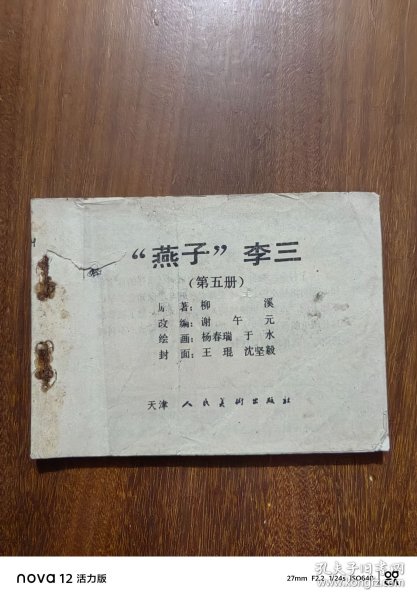 “燕子”李三
（第五册）
原 著：柳 溪
改 编：谢 午 元
绘 画：杨春瑞 于 水
封 面：王 琨 沈坚毅
天津 人民美术出版社
nova 12 活力版
27mm F2.2 1/24s ISO640
孔夫子旧书网